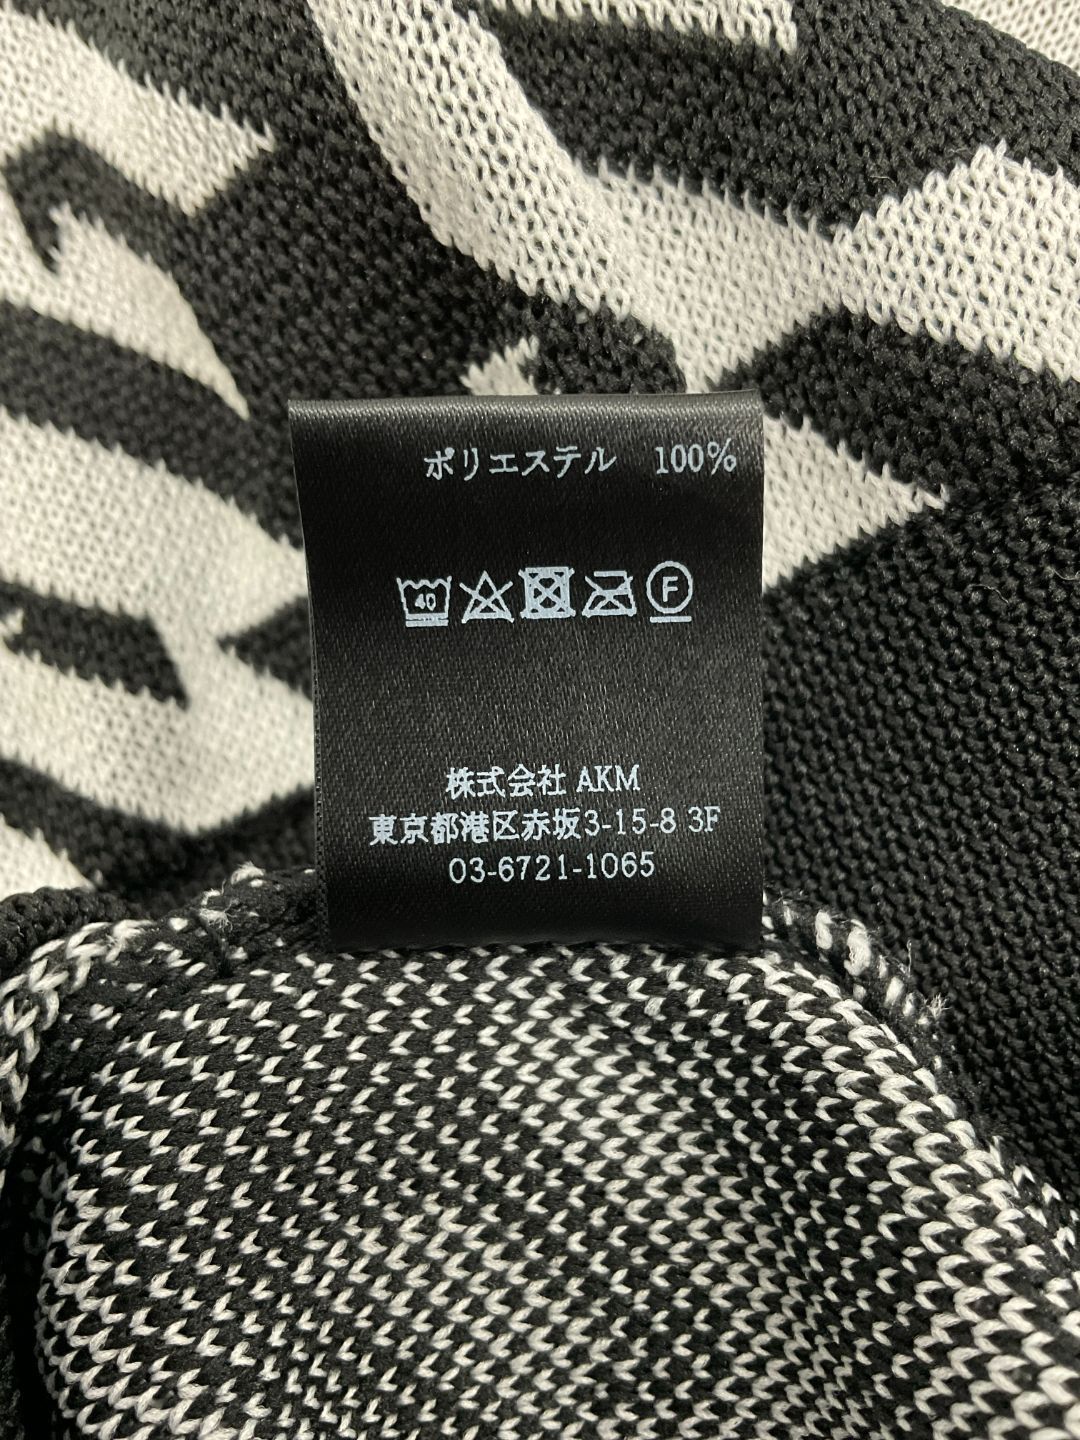 ポリエステル 100%
40
F
株式会社 AKM
東京都港区赤坂3-15-8 3F
03-6721-1065